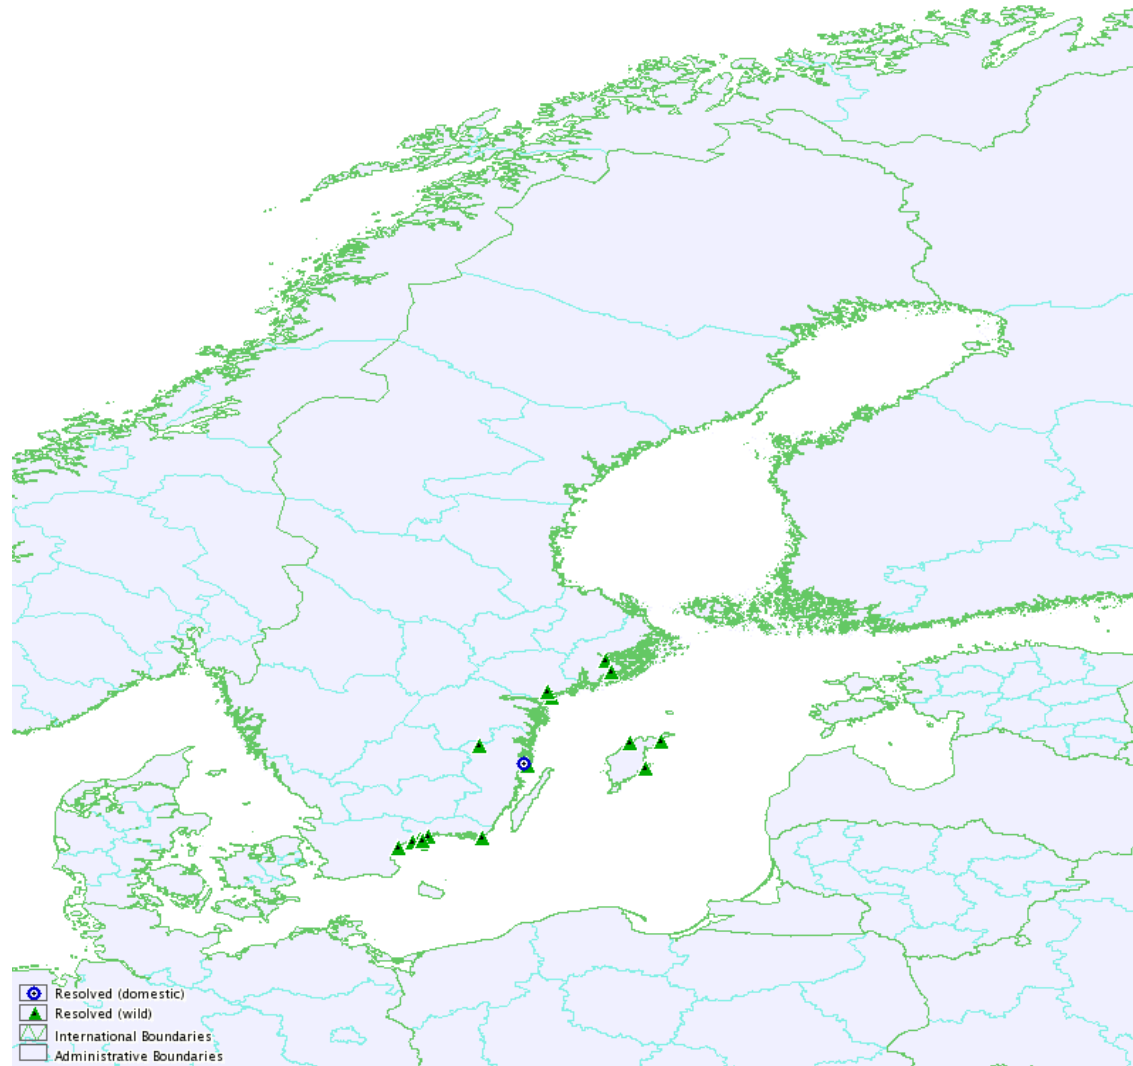 Resolved (domestic)
Resolved (wild)
International Boundaries
Administrative Boundaries